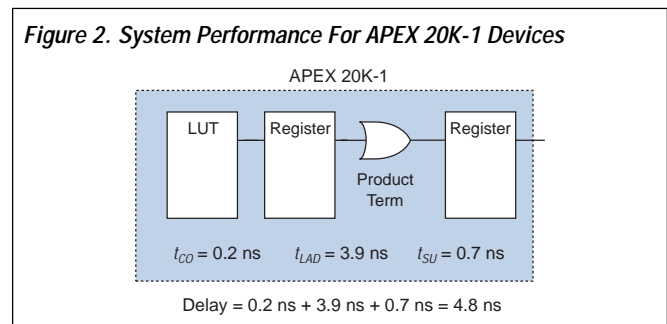 Figure 2. System Performance For APEX 20K-1 Devices
APEX 20K-1
LUT Register Register
Product
Term
tCO = 0.2 ns tLAD = 3.9 ns tSU = 0.7 ns
Delay = 0.2 ns + 3.9 ns + 0.7 ns = 4.8 ns